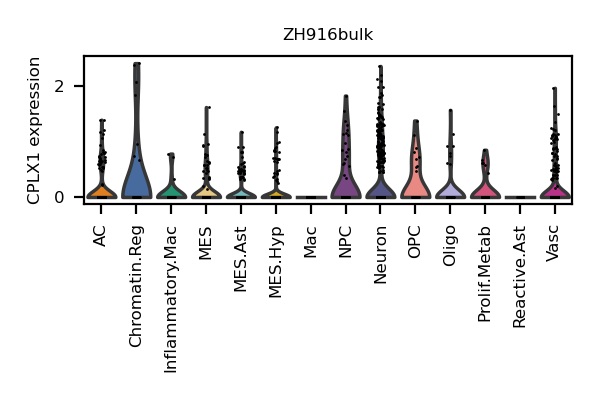 ZH916bulk
CPLX1 expression
2
0
AC
Chromatin.Reg
Inflammatory.Mac
MES
MES.Ast
MES.Hyp
Mac
NPC
Neuron
OPC
Oligo
Prolif.Metab
Reactive.Ast
Vasc